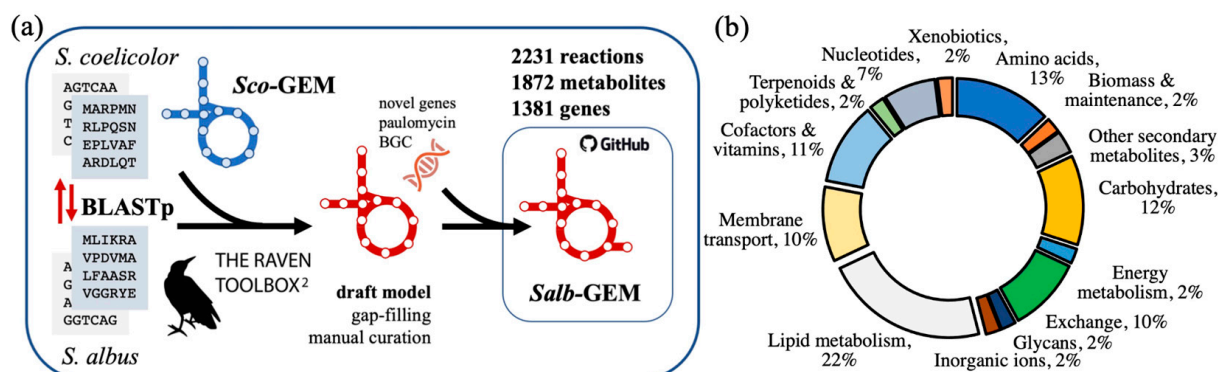 (a)
S. coelicolor
AGTCAA
G
T
C
MARPMN
RLPQSN
EPLVAF
ARDLQT
BLASTp
MLIKRA
VPDVMA
LFAASR
VGGRYE
A
G
A
GGTCAG
S. albus
Sco-GEM
THE RAVEN
TOOLBOX²
draft model
gap-filling
manual curation
novel genes
paulomycin
BGC
2231 reactions
1872 metabolites
1381 genes
GitHub
Salb-GEM
(b)
Xenobiotics,
2%
Amino acids,
13%
Biomass &
maintenance, 2%
Other secondary
metabolites, 3%
Carbohydrates,
12%
Energy
metabolism, 2%
Exchange, 10%
Glycans, 2%
Inorganic ions, 2%
Lipid metabolism,
22%
Membrane
transport, 10%
Cofactors &
vitamins, 11%
Terpenoids &
polyketides, 2%
Nucleotides,
7%